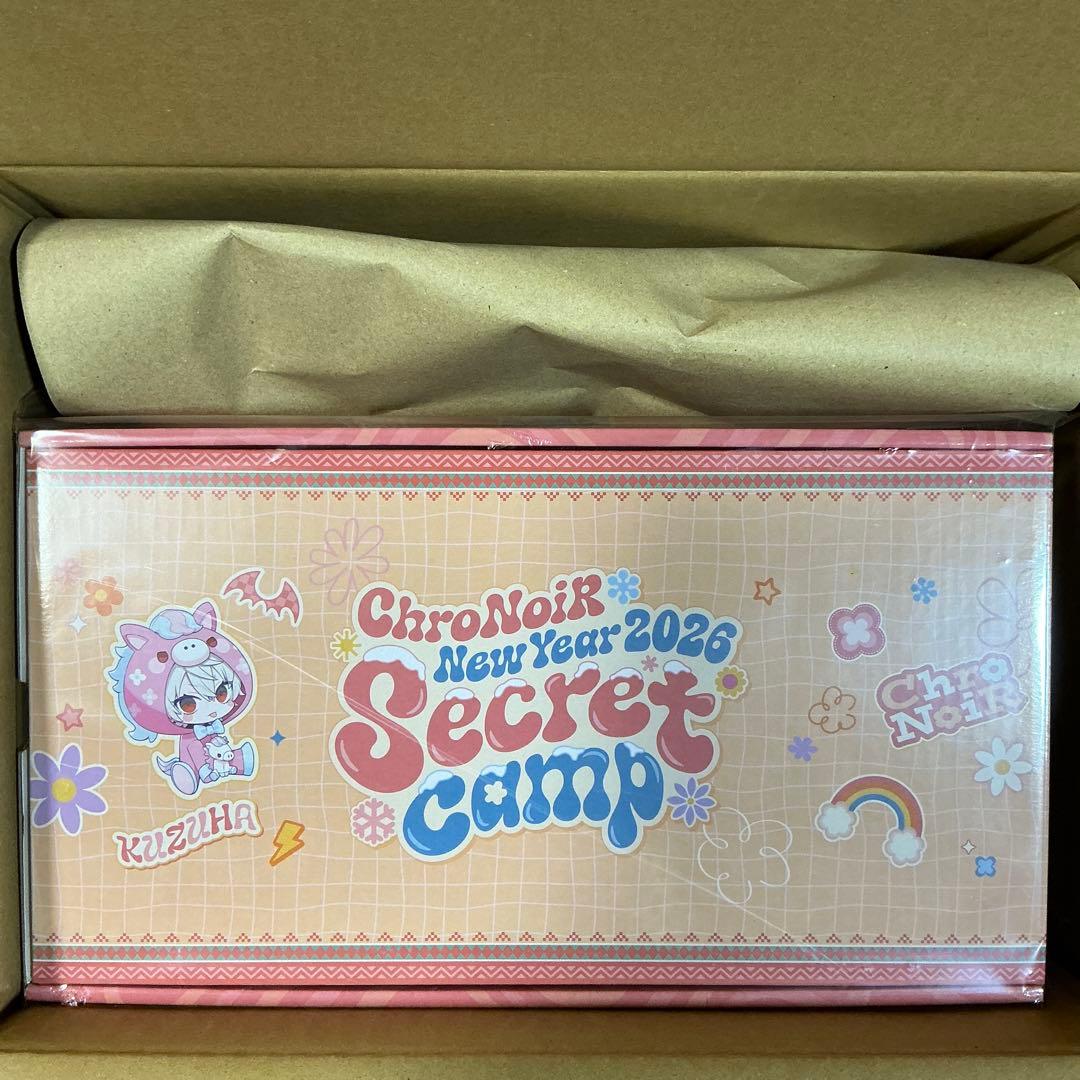 ChroNoiR
New Year 2026
Secret
Camp
KUZUHA
Chro
NoiR